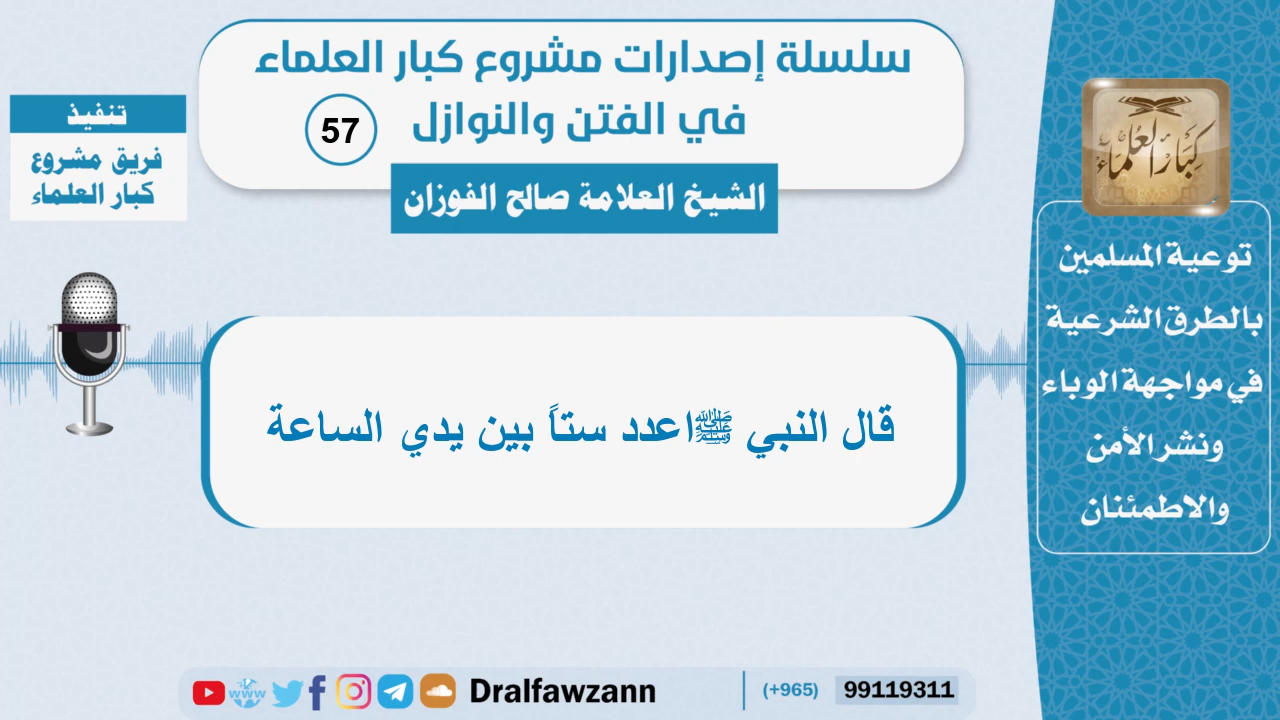 سلسلة إصدارات مشروع كبار العلماء
في الفتن والنوازل 57
الشيخ العلامة صالح الفوزان
تنفيذ
فريق مشروع
كبار العلماء
كبار العلماء
توعية المسلمين
بالطرق الشرعية
في مواجهة الوباء
ونشر الأمن
والاطمئنان
قال النبي ﷺاعدد ستاً بين يدي الساعة
www Dralfawzann (+965) 99119311